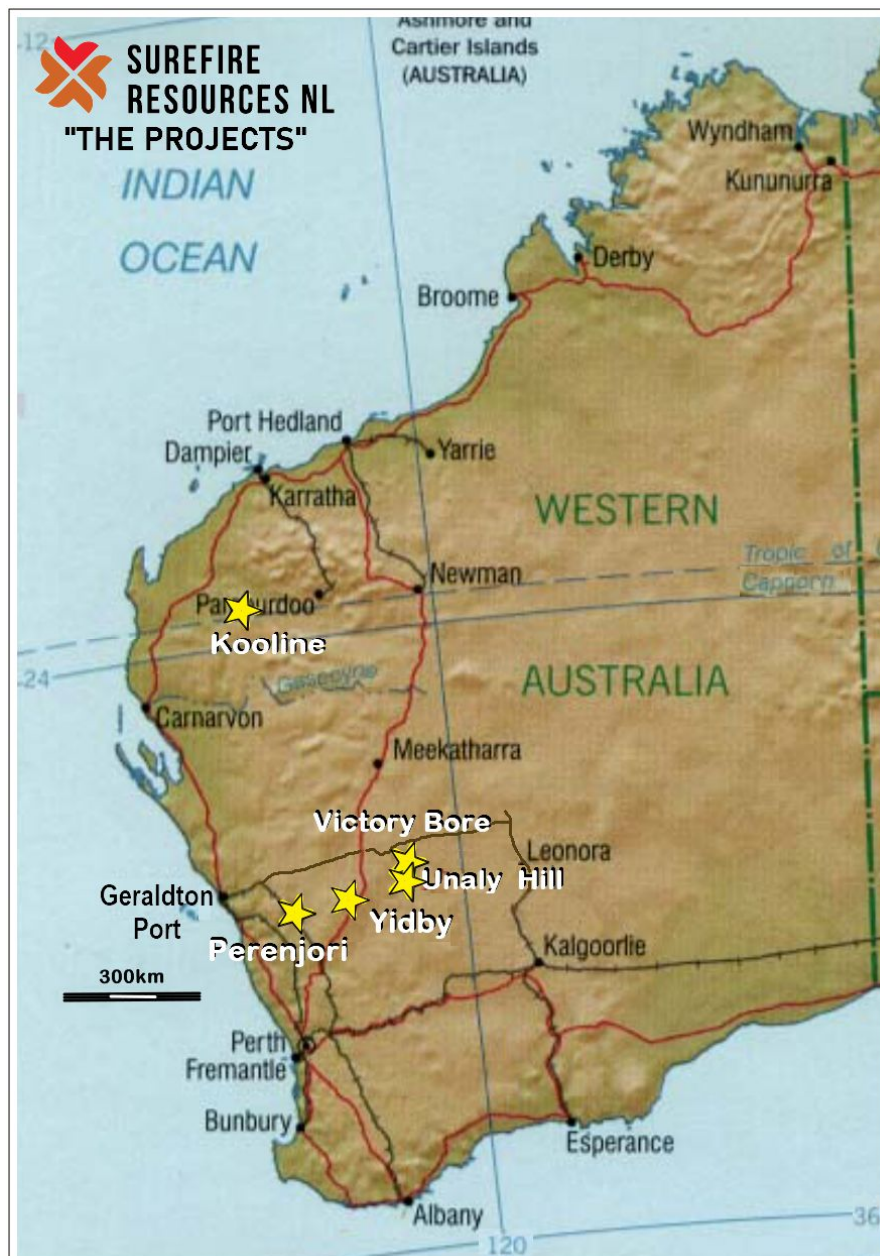 12
Ashmore and
Cartier Islands
(AUSTRALIA)
SUREFIRE
RESOURCES NL
"THE PROJECTS"
INDIAN
OCEAN
Wyndham
Kununurra
Derby
Broome
Port Hedland
Dampier
Yarrie
Karratha
WESTERN
Tropic of
Capricorn
Newman
Kooline
24
Gascoyne
AUSTRALIA
Carnarvon
Meekatharra
Victory Bore
Leonora
Unaly Hill
Geraldton
Port
Yidby
Perenjori
Kalgoorlie
300km
Perth
Fremantle
Bunbury
Esperance
Albany
120
36